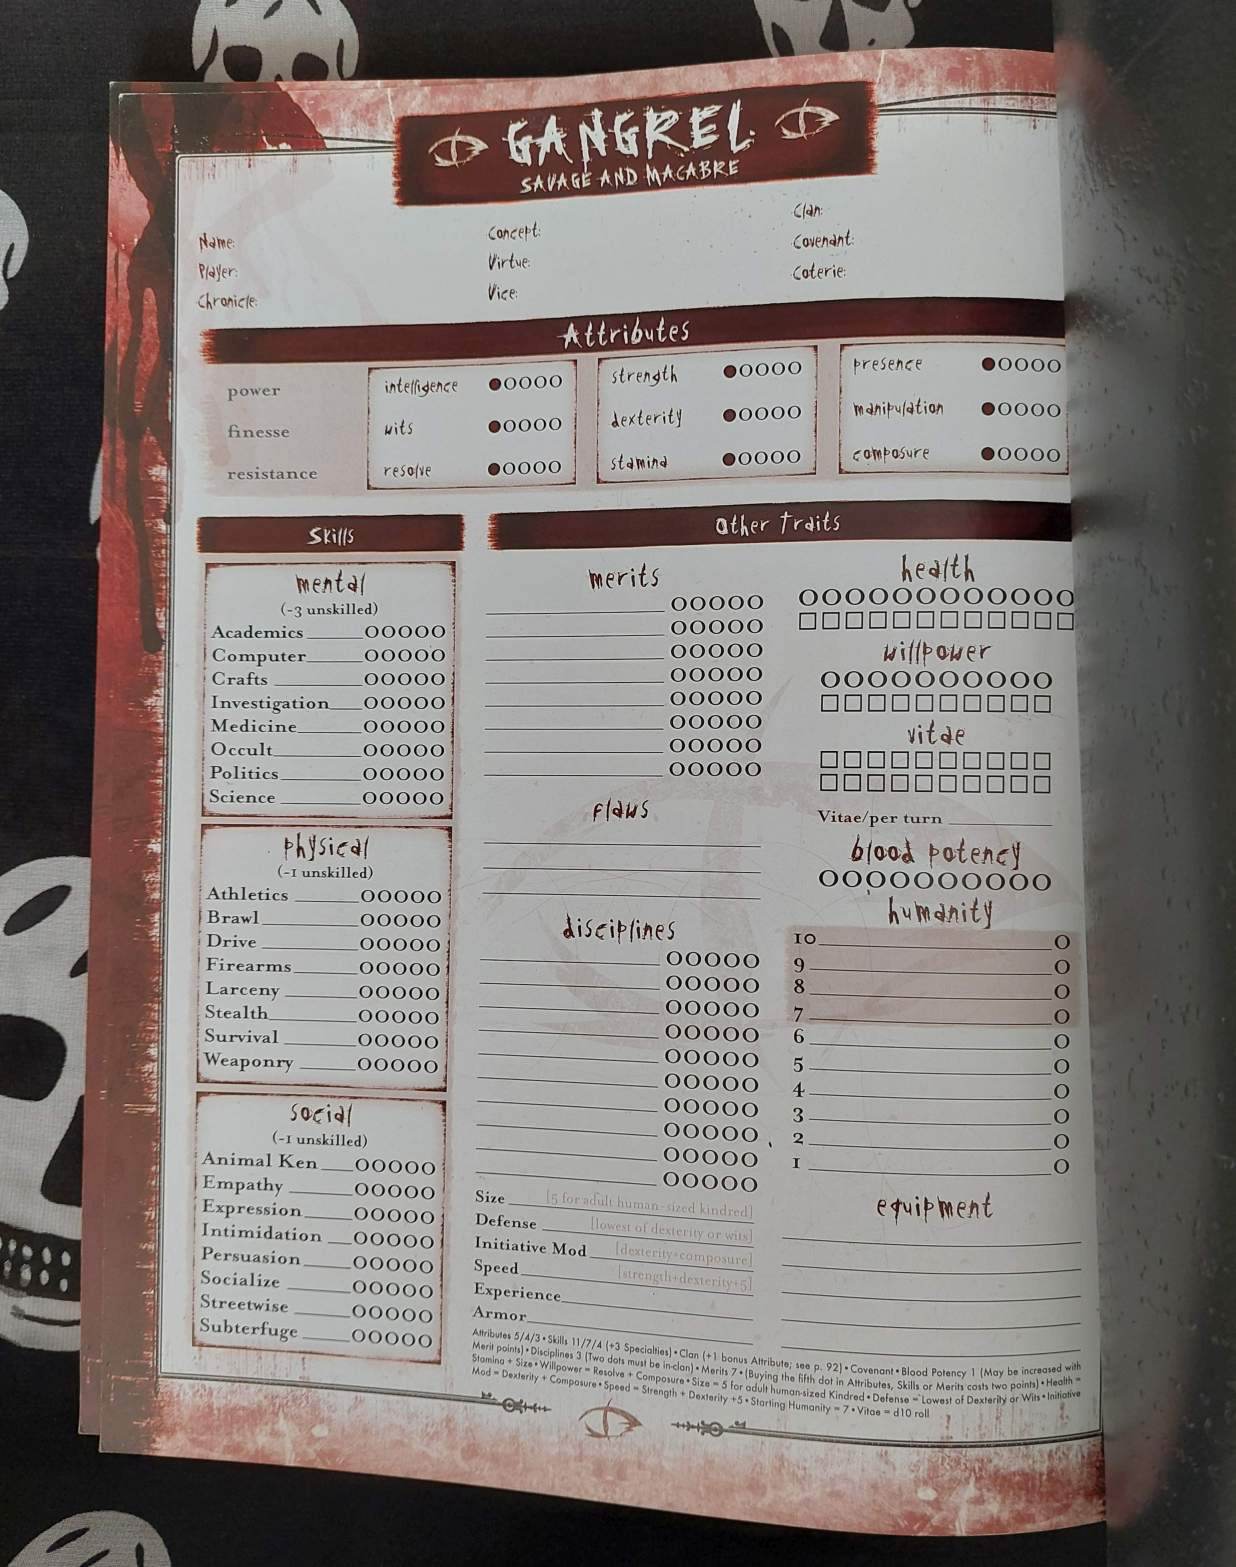 GANGREL
SAVAGE AND MACABRE
Name:
Player:
Chronicle:
Concept:
Virtue:
Vice:
Clan:
Covenant:
Coterie:
Attributes
power
finesse
resistance
intelligence ●OOOO
wits ●OOOO
resolve ●OOOO
strength ●OOOO
dexterity ●OOOO
stamina ●OOOO
presence ●OOOO
manipulation ●OOOO
composure ●OOOO
Skills
mental
(-3 unskilled)
Academics OOOOO
Computer OOOOO
Crafts OOOOO
Investigation OOOOO
Medicine OOOOO
Occult OOOOO
Politics OOOOO
Science OOOOO
physical
(-1 unskilled)
Athletics OOOOO
Brawl OOOOO
Drive OOOOO
Firearms OOOOO
Larceny OOOOO
Stealth OOOOO
Survival OOOOO
Weaponry OOOOO
social
(-1 unskilled)
Animal Ken OOOOO
Empathy OOOOO
Expression OOOOO
Intimidation OOOOO
Persuasion OOOOO
Socialize OOOOO
Streetwise OOOOO
Subterfuge OOOOO
Other Traits
merits
flaws
disciplines
Size [5 for adult human-sized kindred]
Defense [lowest of dexterity or wits]
Initiative Mod [dexterity+composure]
Speed [strength+dexterity+5]
Experience
Armor
health
willpower
vitae
Vitae/per turn
blood potency
humanity
10
9
8
7
6
5
4
3
2
1
equipment
Attributes 5/4/3 • Skills 11/7/4 (+3 Specialties) • Clan (+1 bonus Attribute; see p. 92) • Covenant • Blood Potency 1 (May be increased with
Merit points) • Disciplines 3 (Two dots must be in-clan) • Merits 7 • (Buying the fifth dot in Attributes, Skills or Merits costs two points) • Health =
Stamina + Size • Willpower = Resolve + Composure • Size = 5 for adult human-sized Kindred • Defense = Lowest of Dexterity or Wits • Initiative
Mod = Dexterity + Composure • Speed = Strength + Dexterity +5 • Starting Humanity = 7 • Vitae = d10 roll